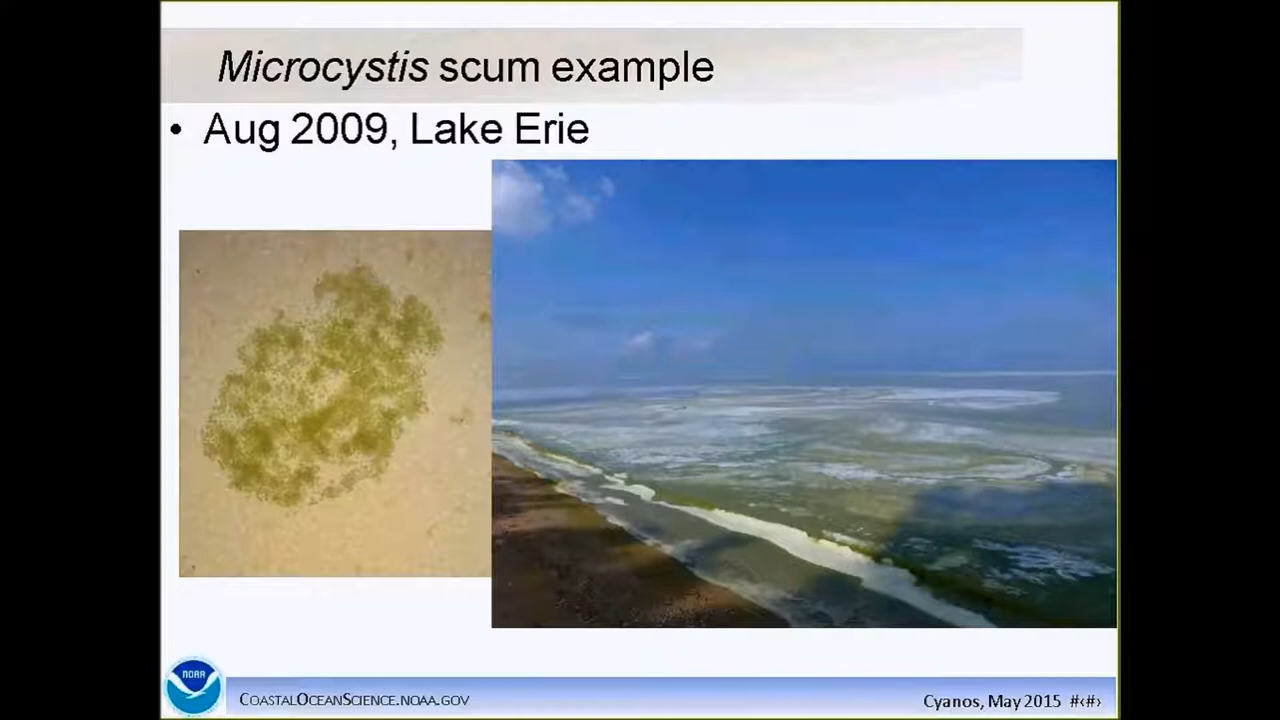 Microcystis scum example
• Aug 2009, Lake Erie
NOAA
COASTALOCEANSCIENCE.NOAA.GOV
Cyanos, May 2015 #‹#›